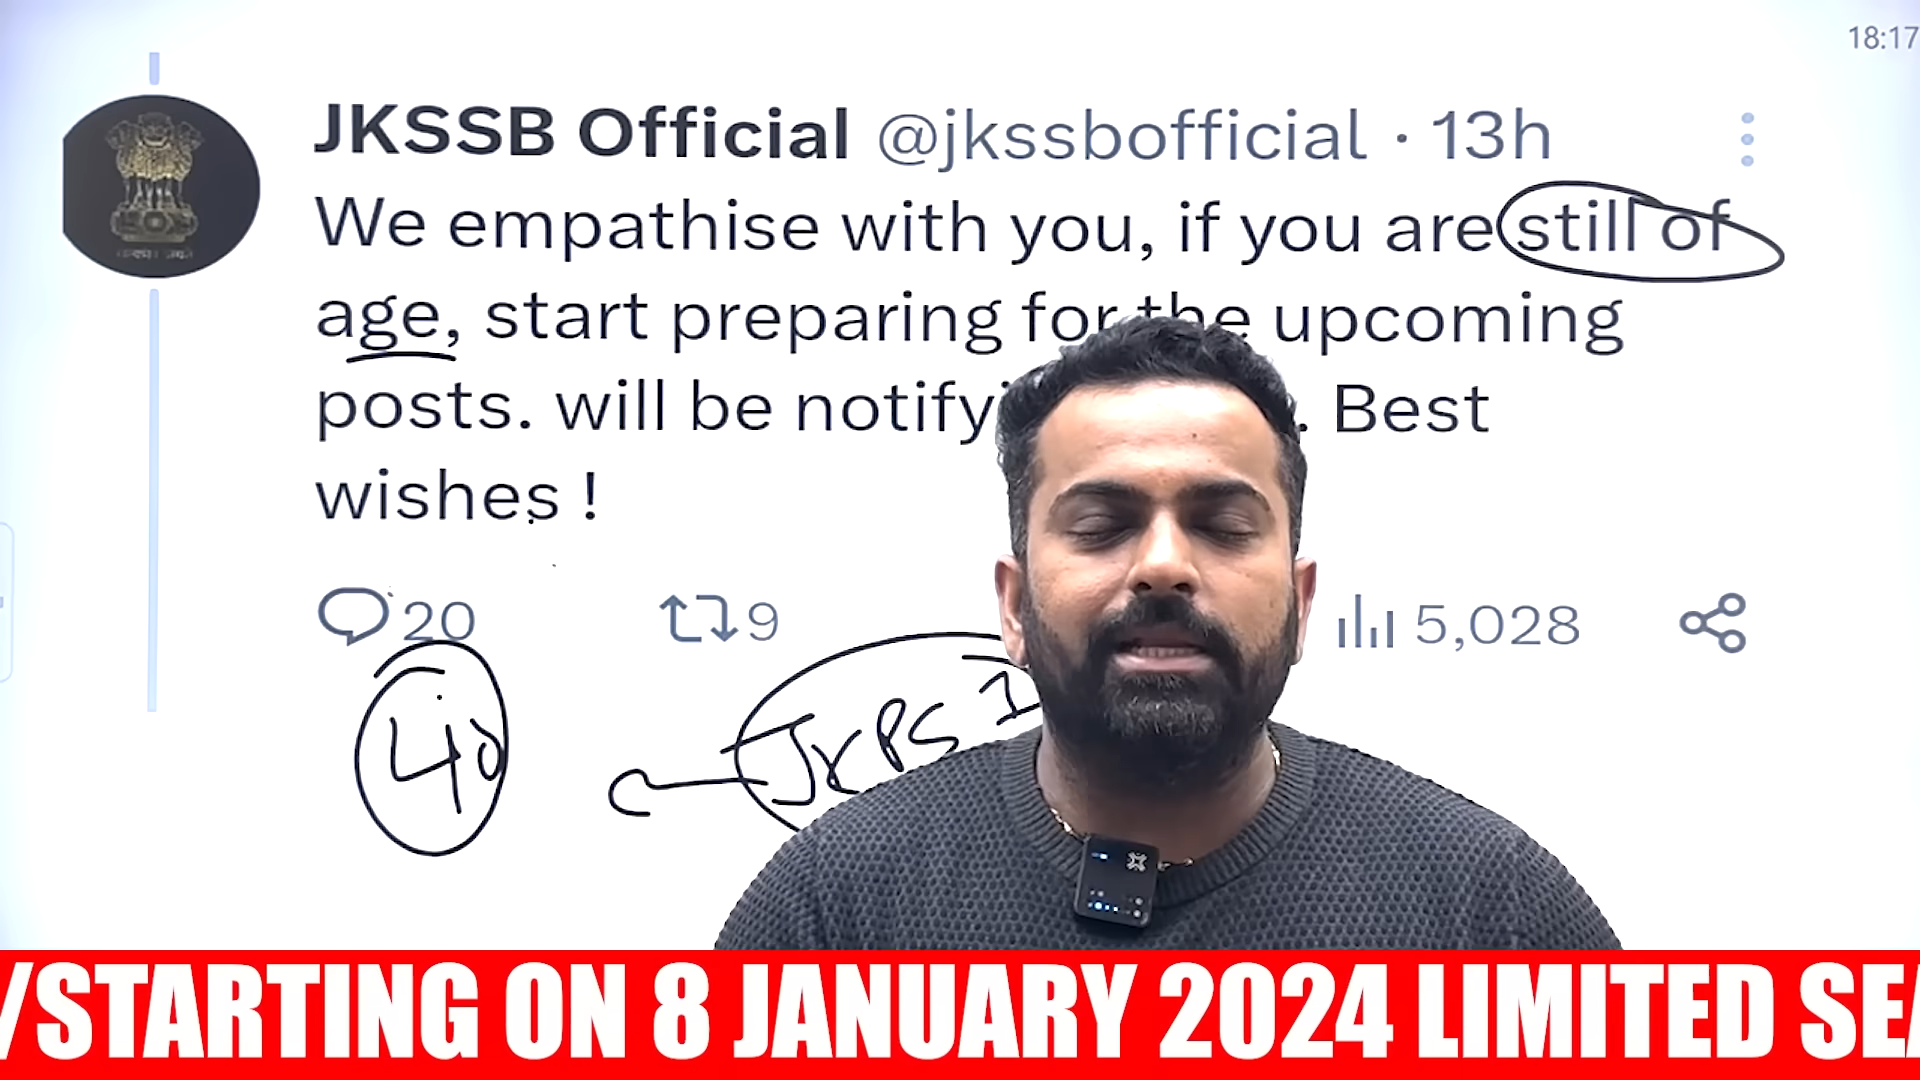 18:17
JKSSB Official @jkssbofficial · 13h
We empathise with you, if you are still of
age, start preparing for the upcoming
posts. will be notify . Best
wishes !
20 9 5,028
40 JKPSI
/STARTING ON 8 JANUARY 2024 LIMITED SEA